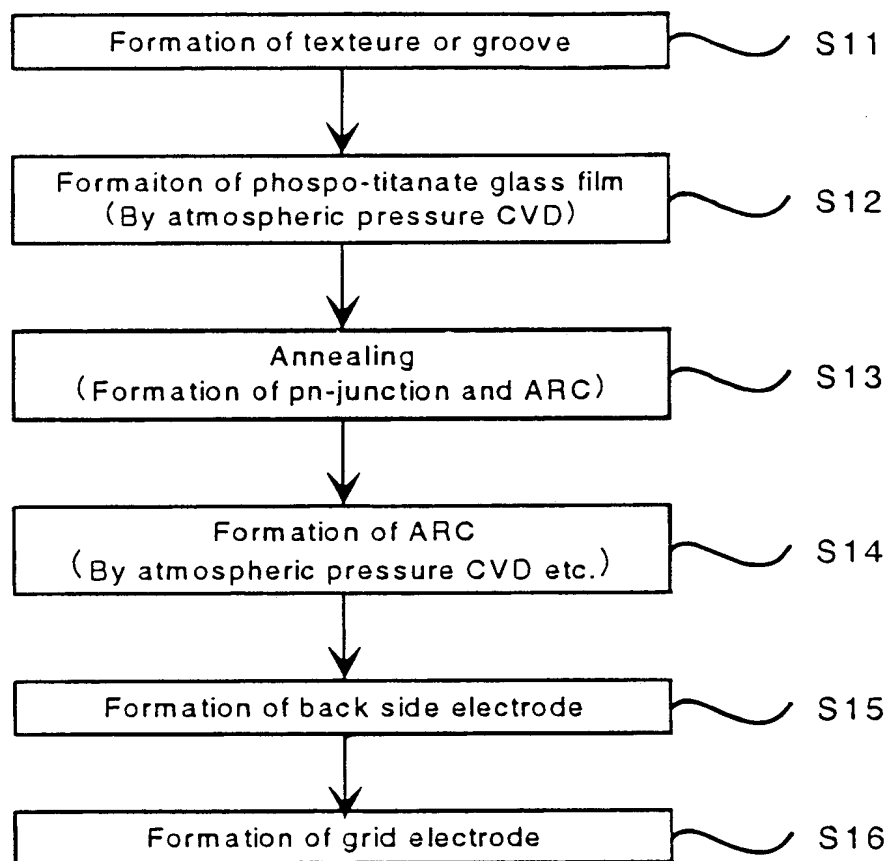 Formation of texteure or groove
S11
Formaiton of phospo-titanate glass film
(By atmospheric pressure CVD)
S12
Annealing
(Formation of pn-junction and ARC)
S13
Formation of ARC
(By atmospheric pressure CVD etc.)
S14
Formation of back side electrode
S15
Formation of grid electrode
S16